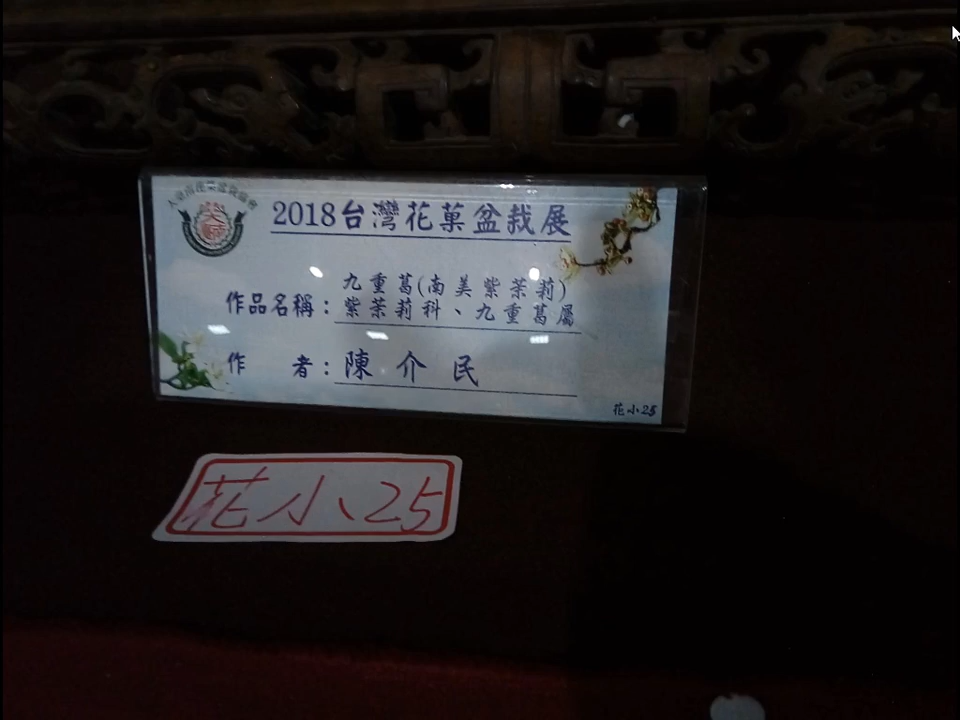 2018台灣花菓盆栽展
九重葛(南美紫茉莉)
作品名稱：紫茉莉科、九重葛屬
作 者：陳介民
花小25
花小25